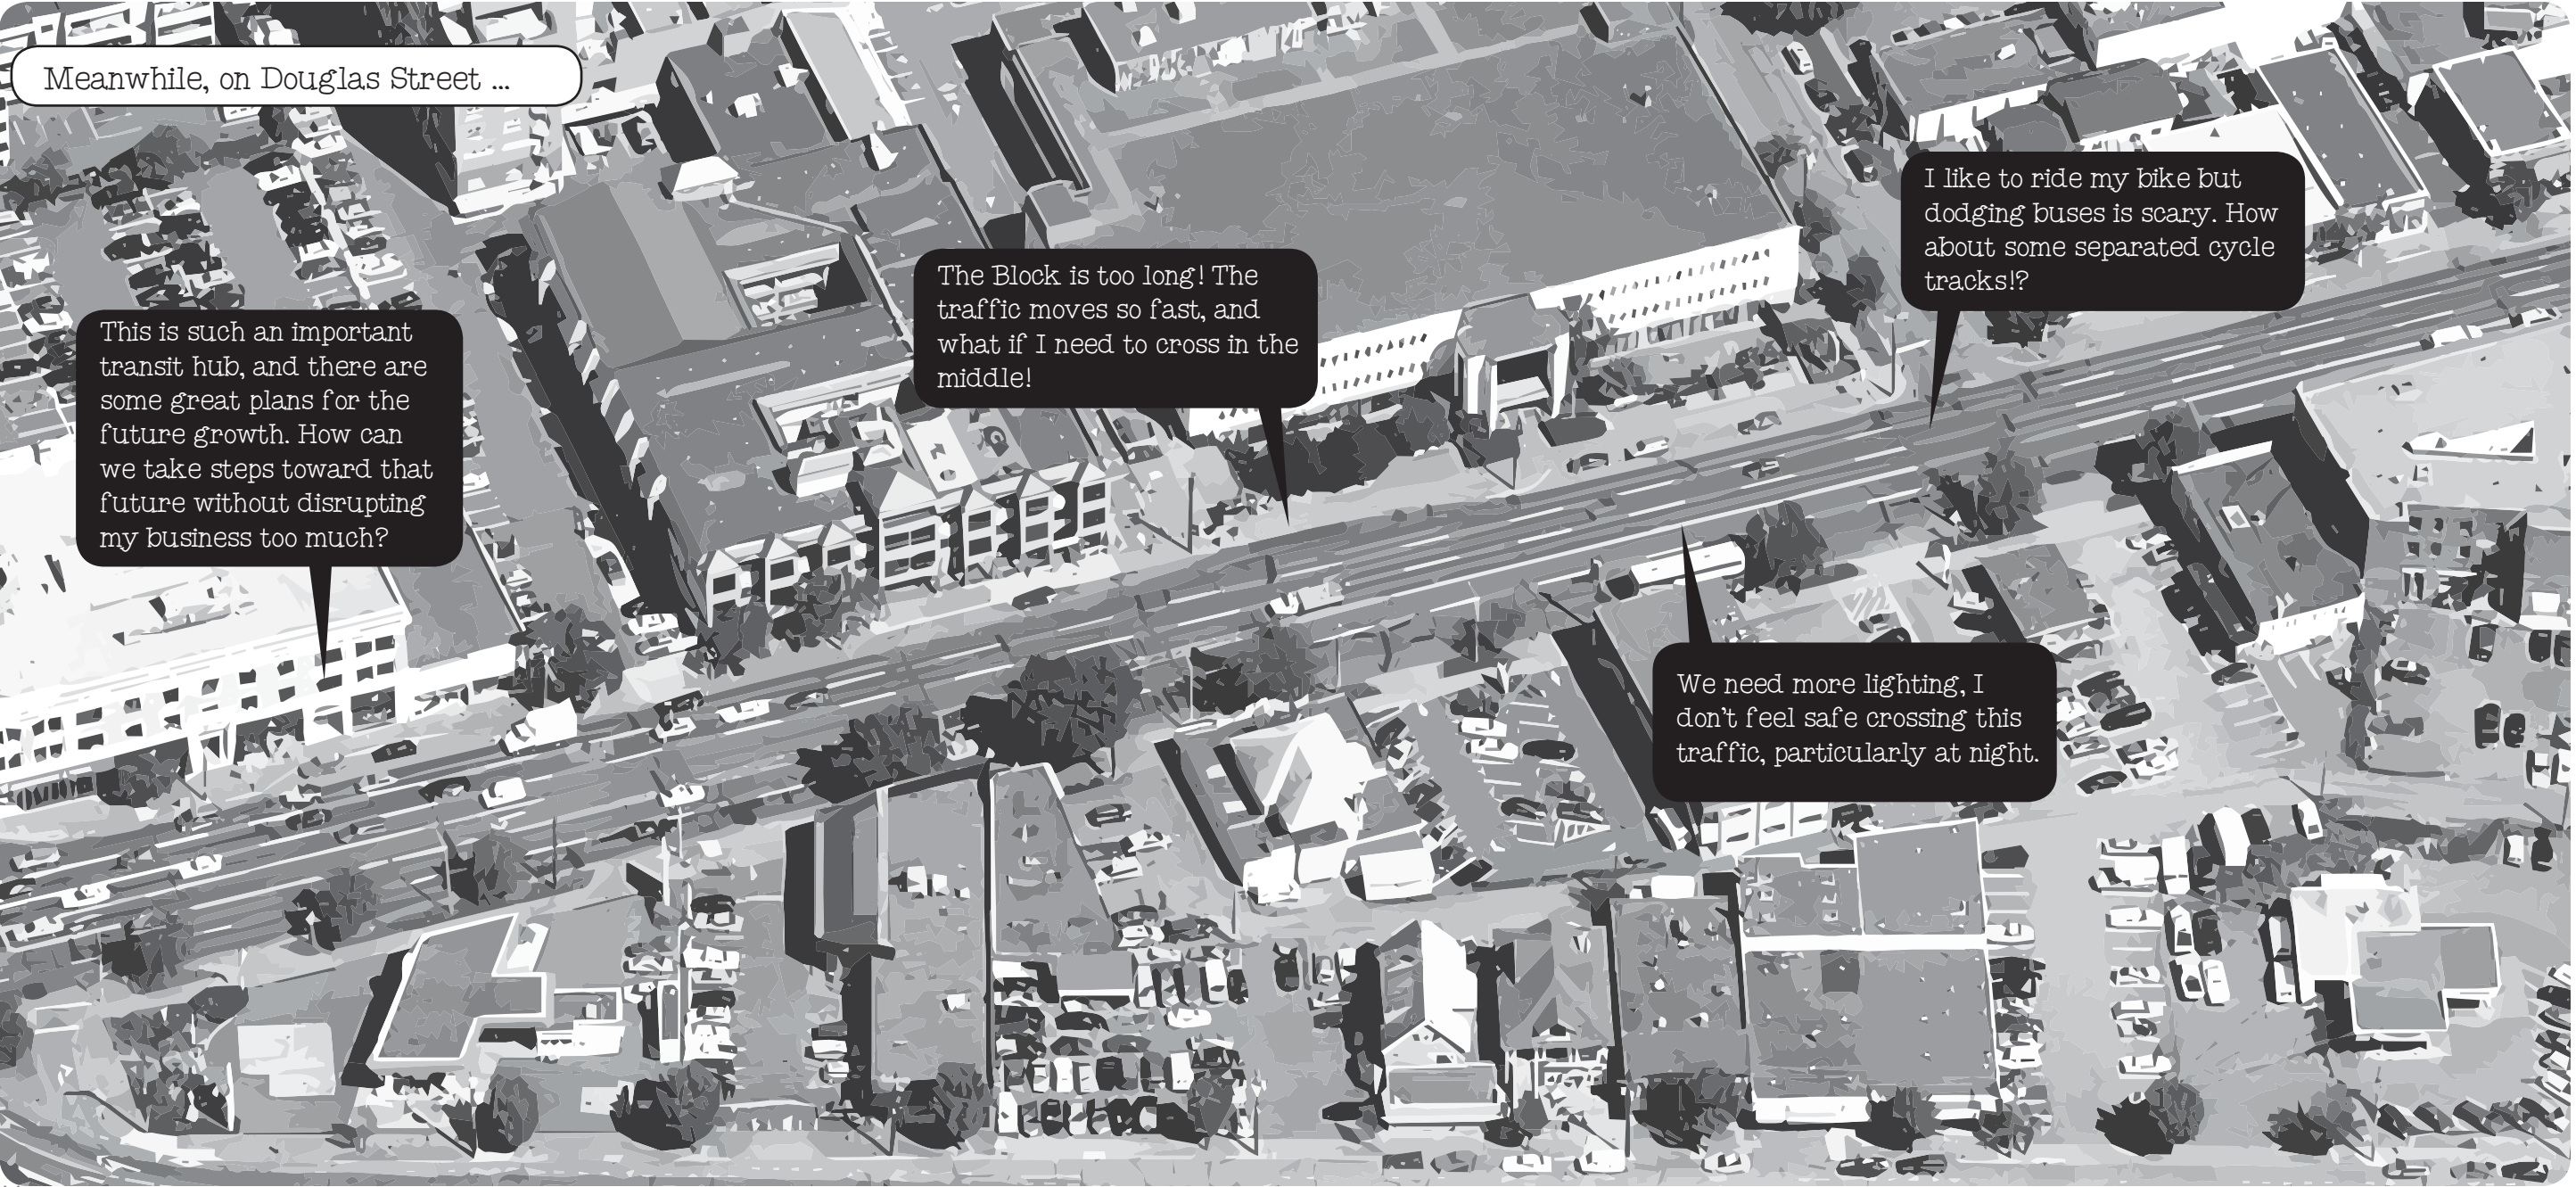 Meanwhile, on Douglas Street ...
This is such an important
transit hub, and there are
some great plans for the
future growth. How can
we take steps toward that
future without disrupting
my business too much?
The Block is too long! The
traffic moves so fast, and
what if I need to cross in the
middle!
I like to ride my bike but
dodging buses is scary. How
about some separated cycle
tracks!?
We need more lighting, I
don't feel safe crossing this
traffic, particularly at night.